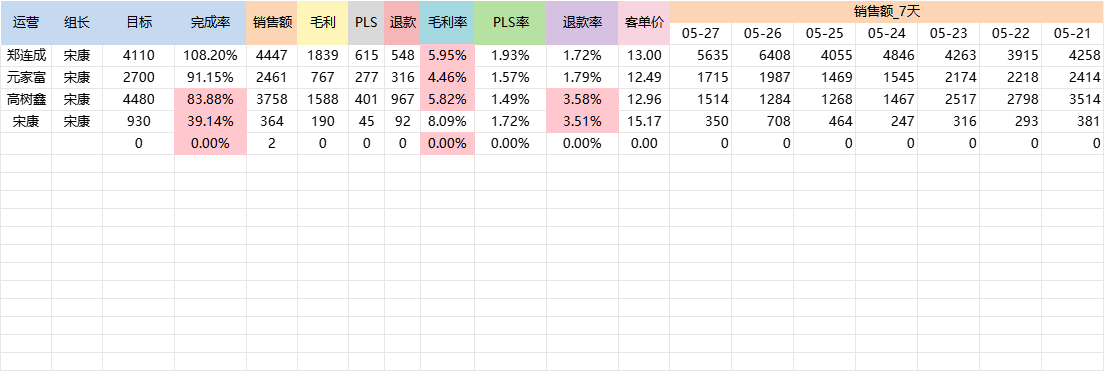 运营 组长 目标 完成率 销售额 毛利 PLS 退款 毛利率 PLS率 退款率 客单价 销售额_7天
05-27 05-26 05-25 05-24 05-23 05-22 05-21
郑连成 宋康 4110 108.20% 4447 1839 615 548 5.95% 1.93% 1.72% 13.00 5635 6408 4055 4846 4263 3915 4258
元家富 宋康 2700 91.15% 2461 767 277 316 4.46% 1.57% 1.79% 12.49 1715 1987 1469 1545 2174 2218 2414
高树鑫 宋康 4480 83.88% 3758 1588 401 967 5.82% 1.49% 3.58% 12.96 1514 1284 1268 1467 2517 2798 3514
宋康 宋康 930 39.14% 364 190 45 92 8.09% 1.72% 3.51% 15.17 350 708 464 247 316 293 381
0 0.00% 2 0 0 0 0.00% 0.00% 0.00% 0.00 0 0 0 0 0 0 0